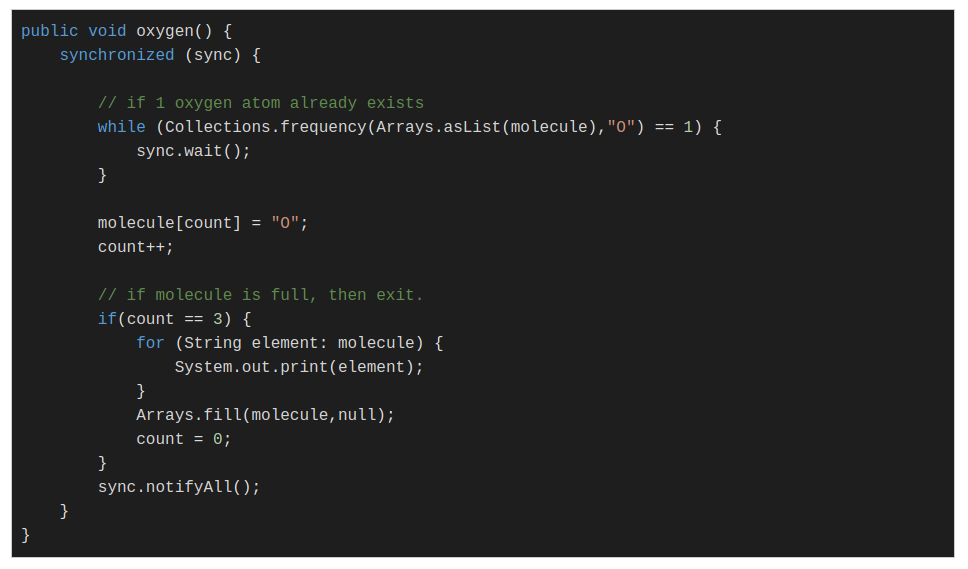 public void oxygen() {
    synchronized (sync) {

        // if 1 oxygen atom already exists
        while (Collections.frequency(Arrays.asList(molecule),"O") == 1) {
            sync.wait();
        }

        molecule[count] = "O";
        count++;

        // if molecule is full, then exit.
        if(count == 3) {
            for (String element: molecule) {
                System.out.print(element);
            }
            Arrays.fill(molecule,null);
            count = 0;
        }
        sync.notifyAll();
    }
}